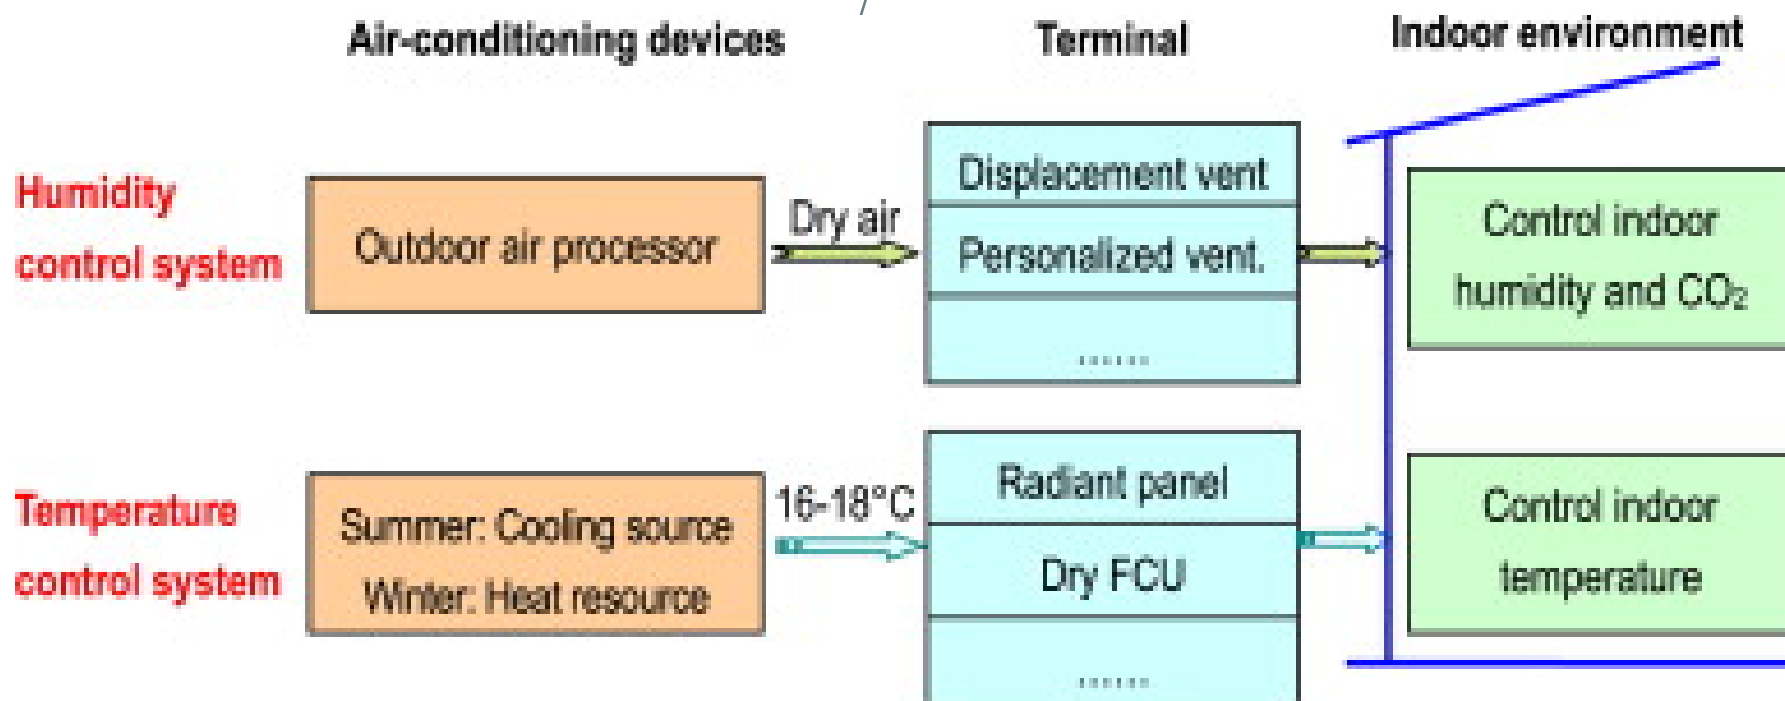 Air-conditioning devices
Terminal
Indoor environment
Humidity
control system
Outdoor air processor
Dry air
Displacement vent
Personalized vent.
......
Control indoor
humidity and CO₂
Temperature
control system
Summer: Cooling source
Winter: Heat resource
16-18°C
Radiant panel
Dry FCU
......
Control indoor
temperature